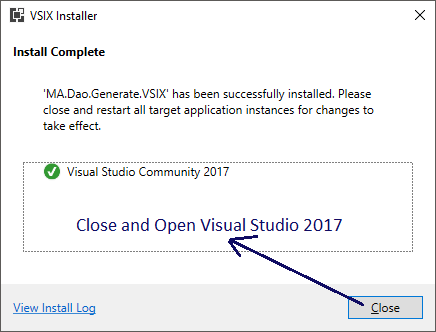 VSIX Installer
Install Complete
'MA.Dao.Generate.VSIX' has been successfully installed. Please
close and restart all target application instances for changes to
take effect.
Visual Studio Community 2017
Close and Open Visual Studio 2017
View Install Log
Close